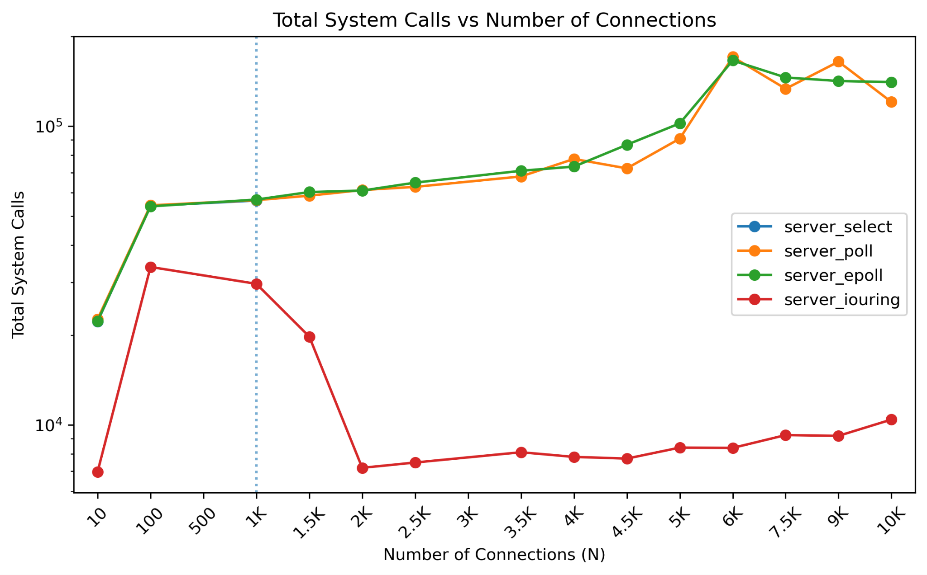 Total System Calls vs Number of Connections
Total System Calls
10^5
10^4
server_select
server_poll
server_epoll
server_iouring
10
100
500
1K
1.5K
2K
2.5K
3K
3.5K
4K
4.5K
5K
6K
7.5K
9K
10K
Number of Connections (N)